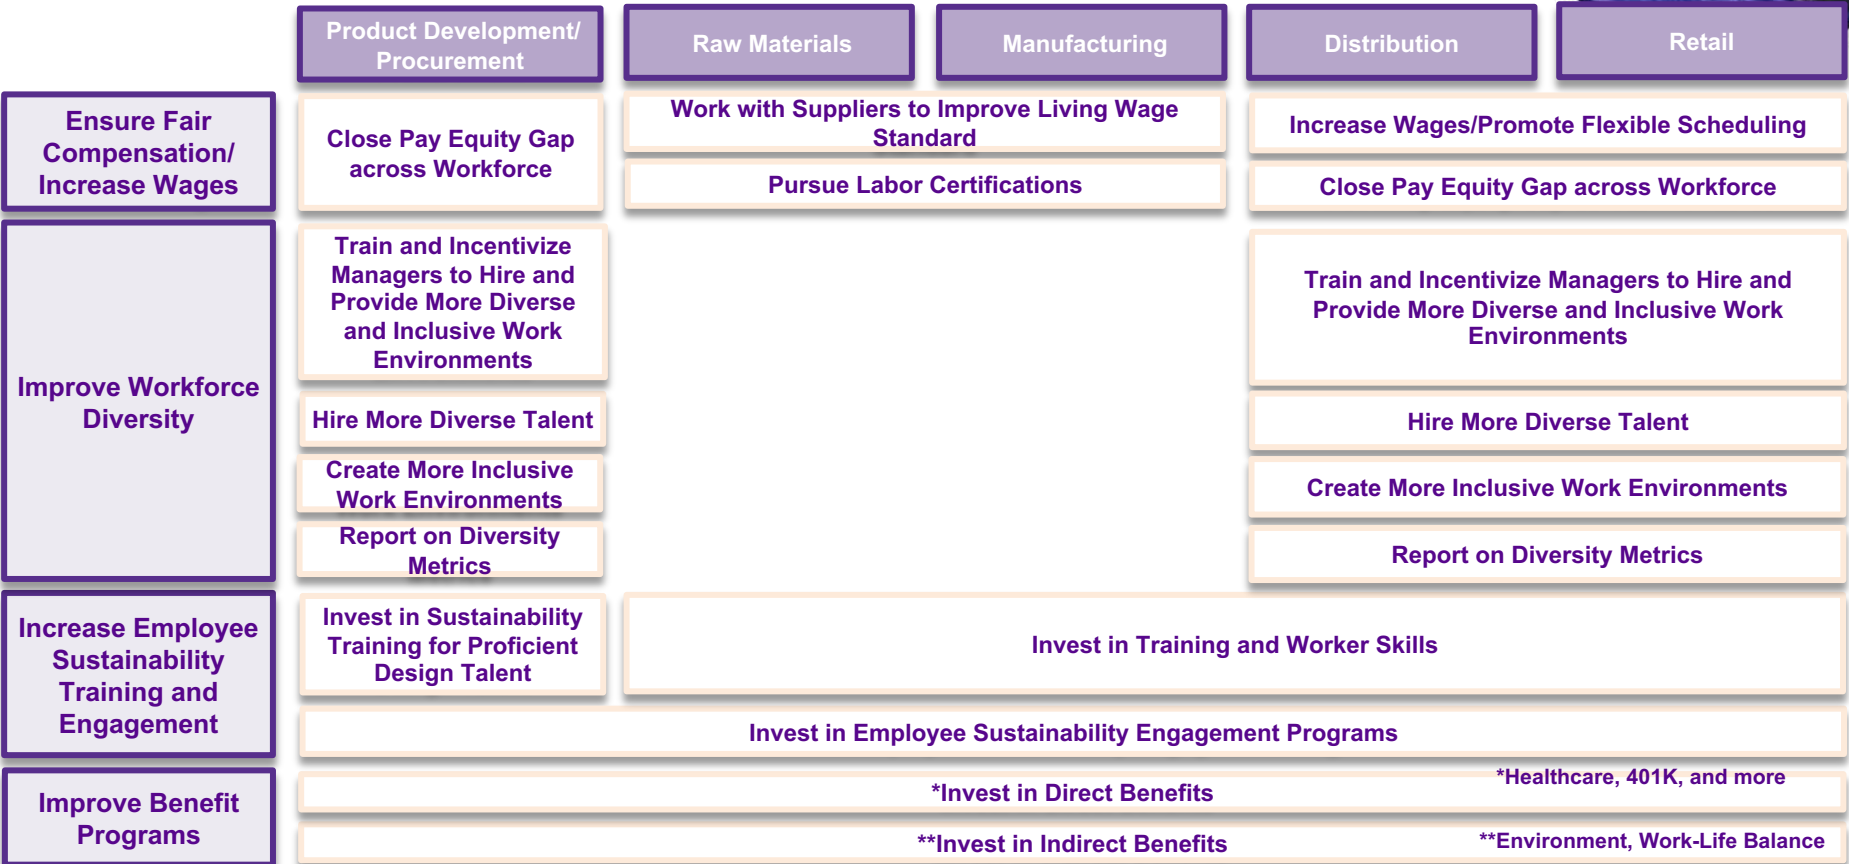 Product Development/
Procurement
Raw Materials
Manufacturing
Distribution
Retail
Ensure Fair
Compensation/
Increase Wages
Close Pay Equity Gap
across Workforce
Work with Suppliers to Improve Living Wage
Standard
Pursue Labor Certifications
Increase Wages/Promote Flexible Scheduling
Close Pay Equity Gap across Workforce
Improve Workforce
Diversity
Train and Incentivize
Managers to Hire and
Provide More Diverse
and Inclusive Work
Environments
Train and Incentivize Managers to Hire and
Provide More Diverse and Inclusive Work
Environments
Hire More Diverse Talent
Hire More Diverse Talent
Create More Inclusive
Work Environments
Create More Inclusive Work Environments
Report on Diversity
Metrics
Report on Diversity Metrics
Increase Employee
Sustainability
Training and
Engagement
Invest in Sustainability
Training for Proficient
Design Talent
Invest in Training and Worker Skills
Invest in Employee Sustainability Engagement Programs
Improve Benefit
Programs
*Invest in Direct Benefits
*Healthcare, 401K, and more
**Invest in Indirect Benefits
**Environment, Work-Life Balance